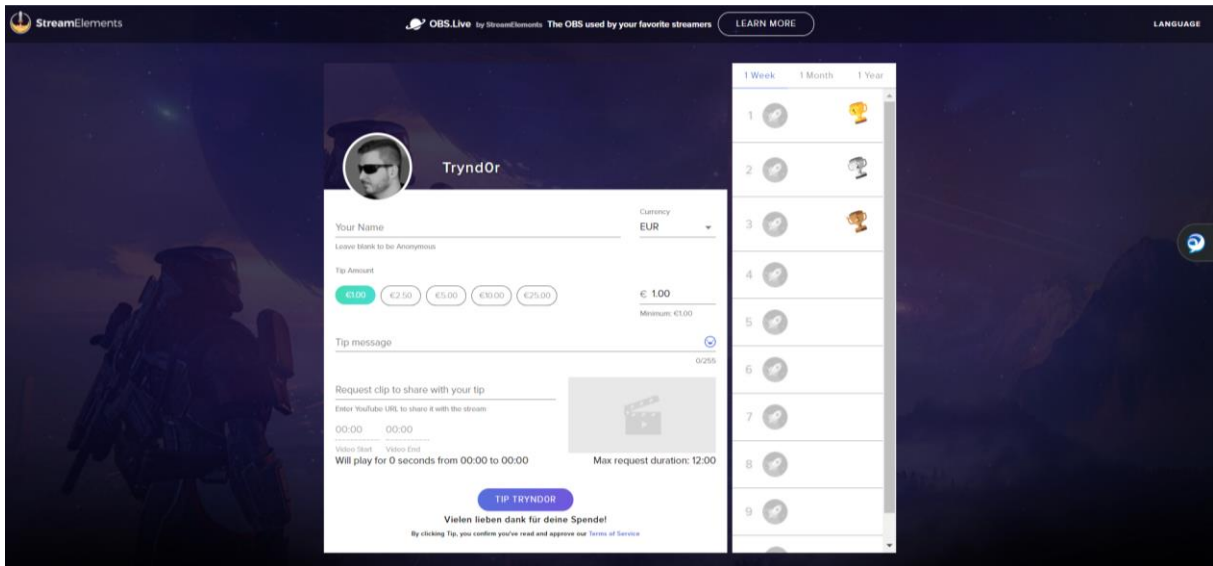 StreamElements
OBS.Live by StreamElements The OBS used by your favorite streamers
LEARN MORE
LANGUAGE
Trynd0r
Your Name
Leave blank to be Anonymous
Currency
EUR
Tip Amount
€1.00 €2.50 €5.00 €10.00 €25.00
€ 1.00
Minimum: €1.00
Tip message
0/255
Request clip to share with your tip
Enter YouTube URL to share it with the stream
00:00 00:00
Video Start Video End
Will play for 0 seconds from 00:00 to 00:00
Max request duration: 12:00
TIP TRYND0R
Vielen lieben dank für deine Spende!
By clicking Tip, you confirm you've read and approve our Terms of Service
1 Week 1 Month 1 Year
1
2
3
4
5
6
7
8
9